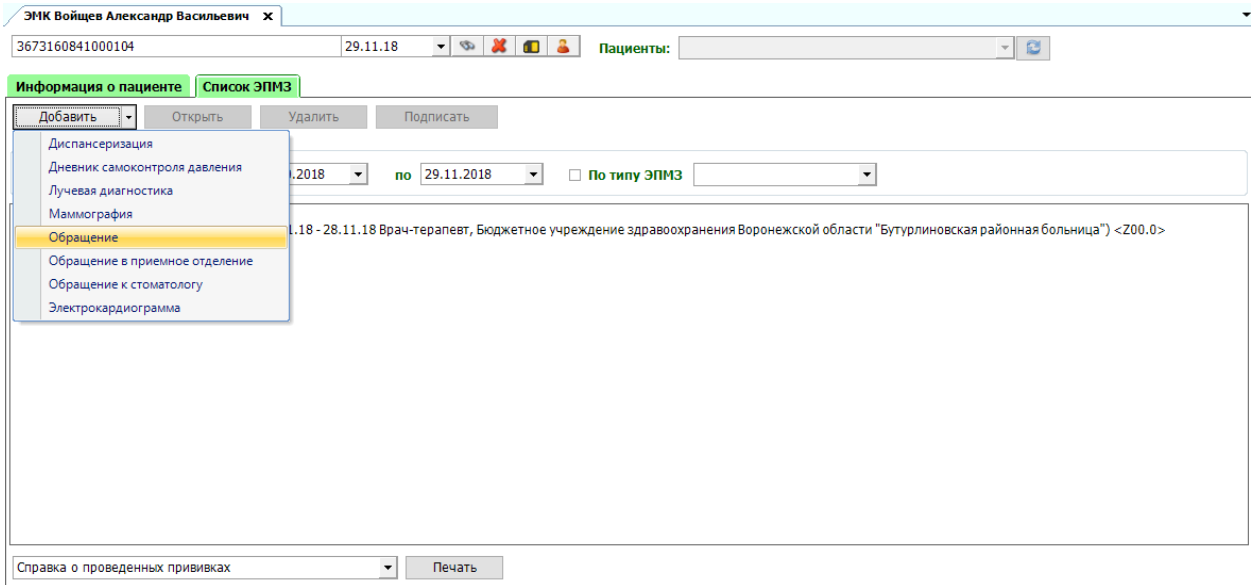 ЭМК Войщев Александр Васильевич x
3673160841000104 29.11.18 Пациенты:
Информация о пациенте Список ЭПМЗ
Добавить Открыть Удалить Подписать
Диспансеризация
Дневник самоконтроля давления
.2018 по 29.11.2018 По типу ЭПМЗ
Лучевая диагностика
Маммография
1.18 - 28.11.18 Врач-терапевт, Бюджетное учреждение здравоохранения Воронежской области "Бутурлиновская районная больница") <Z00.0>
Обращение
Обращение в приемное отделение
Обращение к стоматологу
Электрокардиограмма
Справка о проведенных прививках Печать